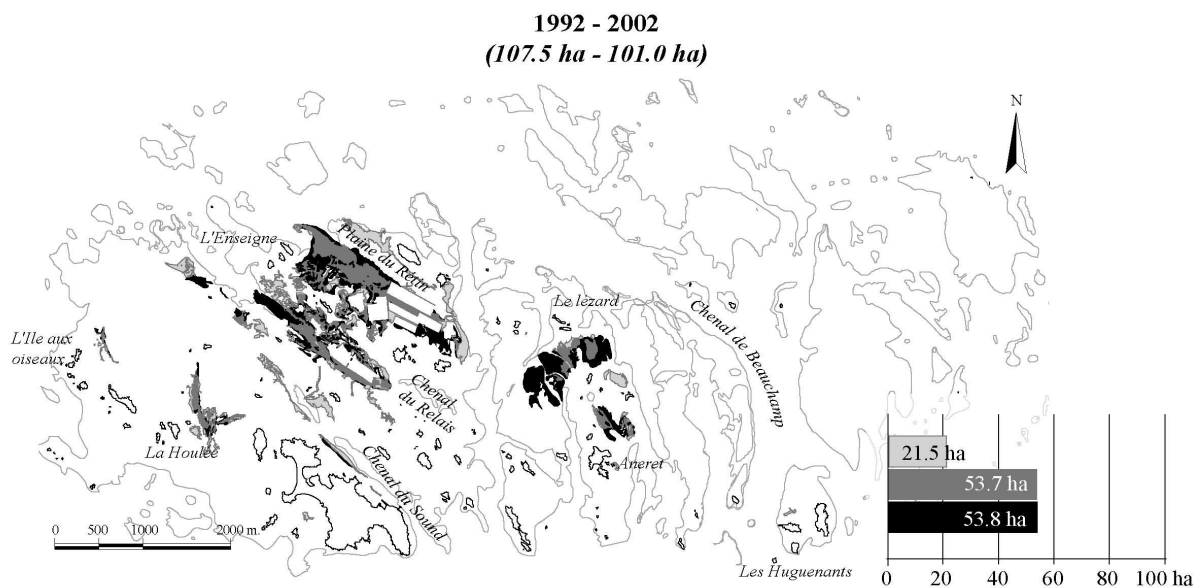 1992 - 2002
(107.5 ha - 101.0 ha)
N
L'Enseigne
Plaine du Rétin
Le lézard
Chenal de Beauchamp
L'Ile aux
oiseaux
Chenal
du Relais
La Houlée
Chenal du Sound
Aneret
Les Huguenants
0 500 1000 2000 m.
21.5 ha
53.7 ha
53.8 ha
0 20 40 60 80 100 ha